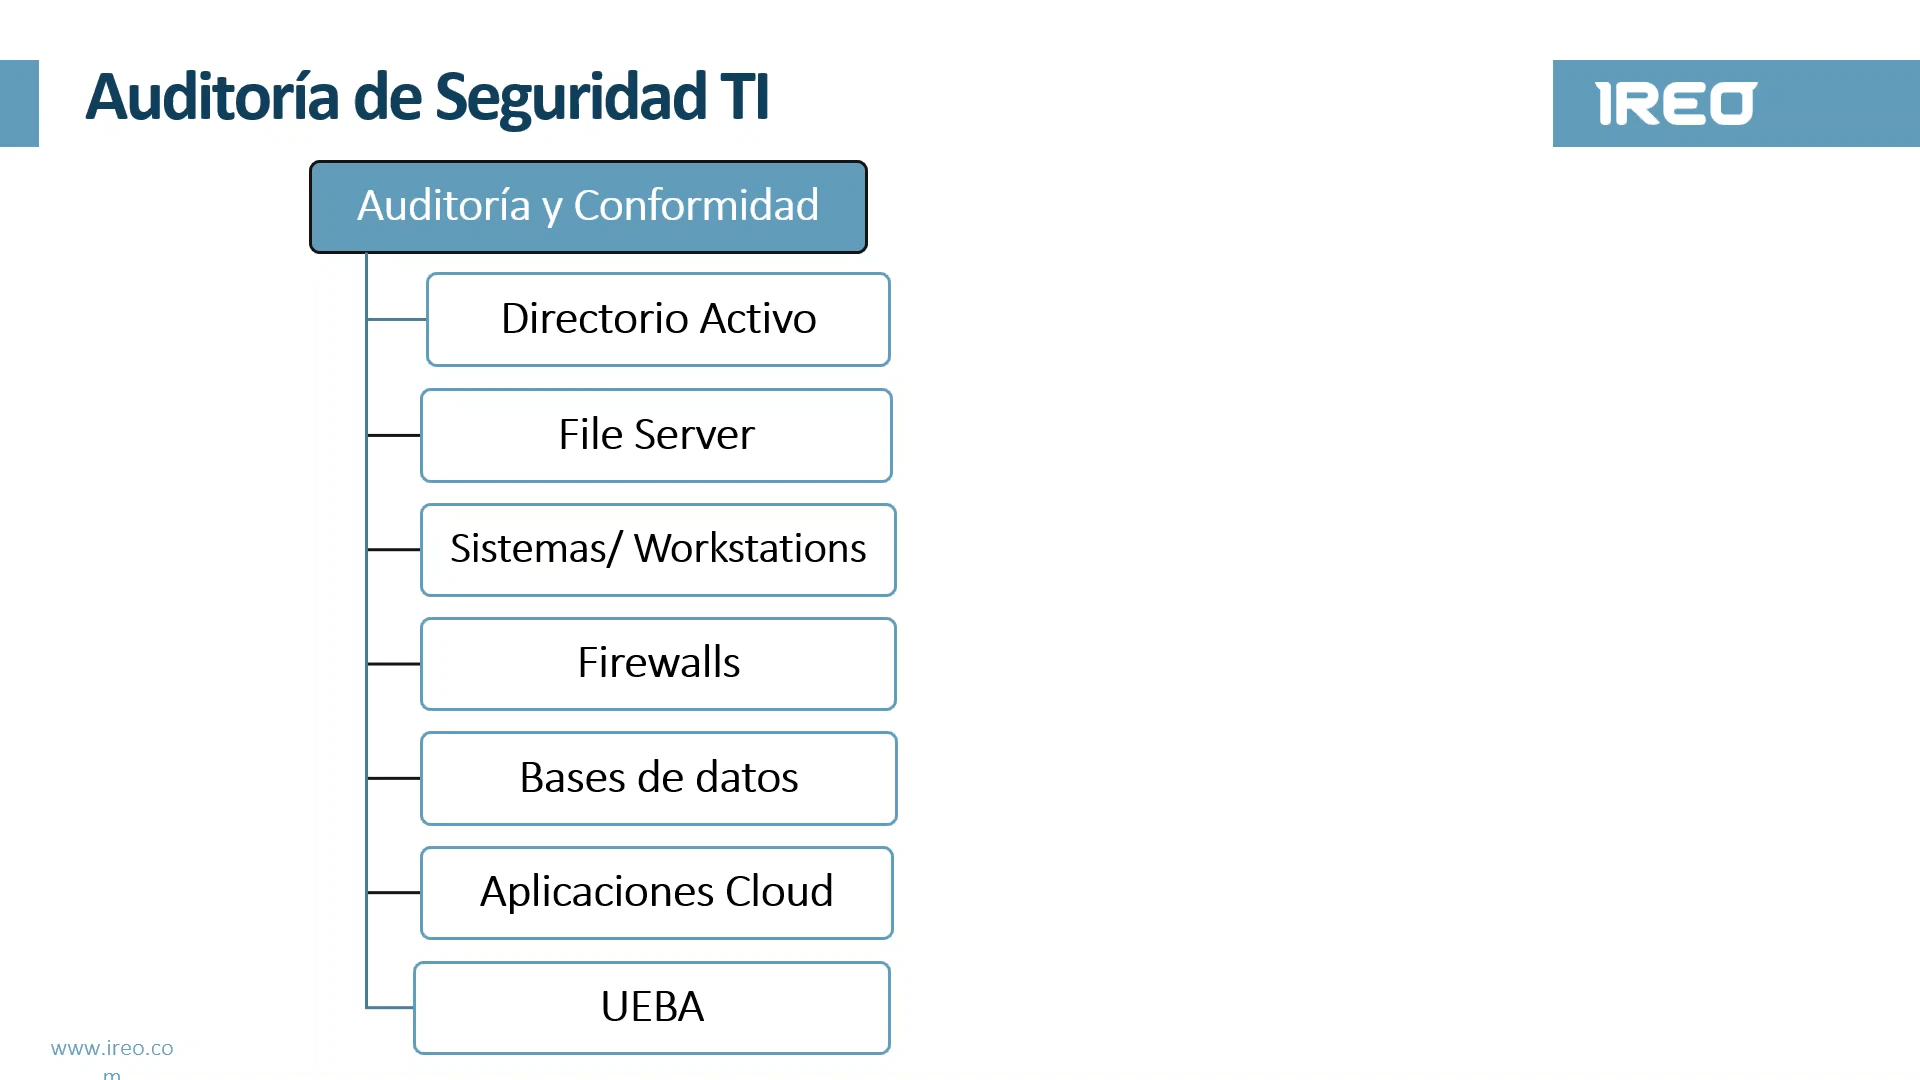 Auditoría de Seguridad TI
IREO
Auditoría y Conformidad
Directorio Activo
File Server
Sistemas/ Workstations
Firewalls
Bases de datos
Aplicaciones Cloud
UEBA
www.ireo.co
m